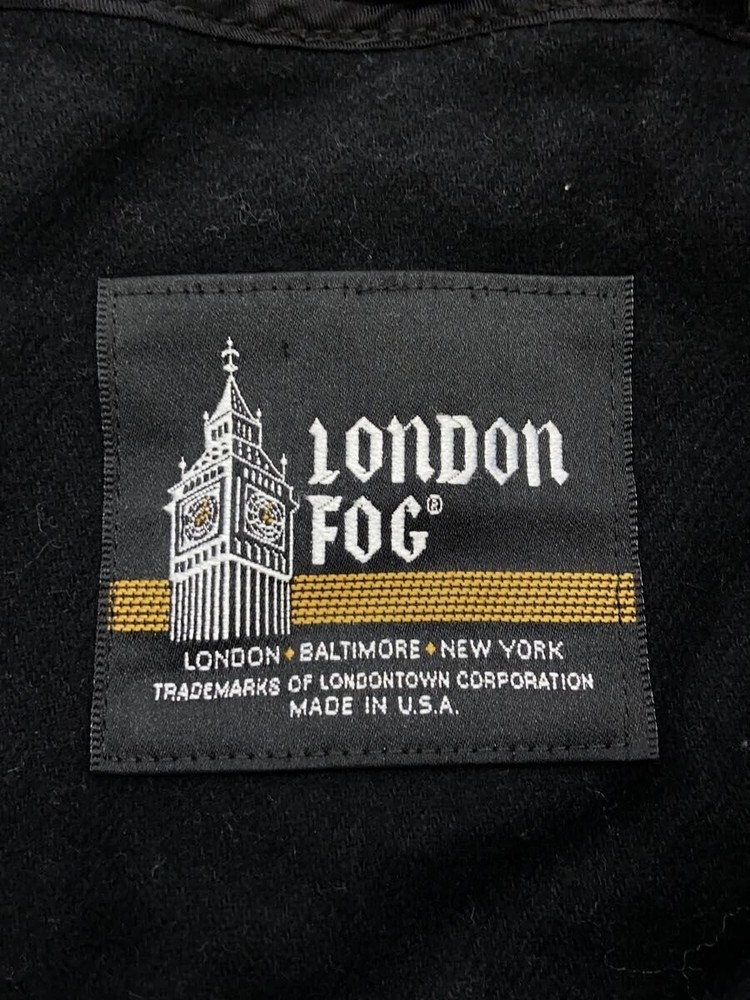 LONDON
FOG®
LONDON ♦ BALTIMORE ♦ NEW YORK
TRADEMARKS OF LONDONTOWN CORPORATION
MADE IN U.S.A.